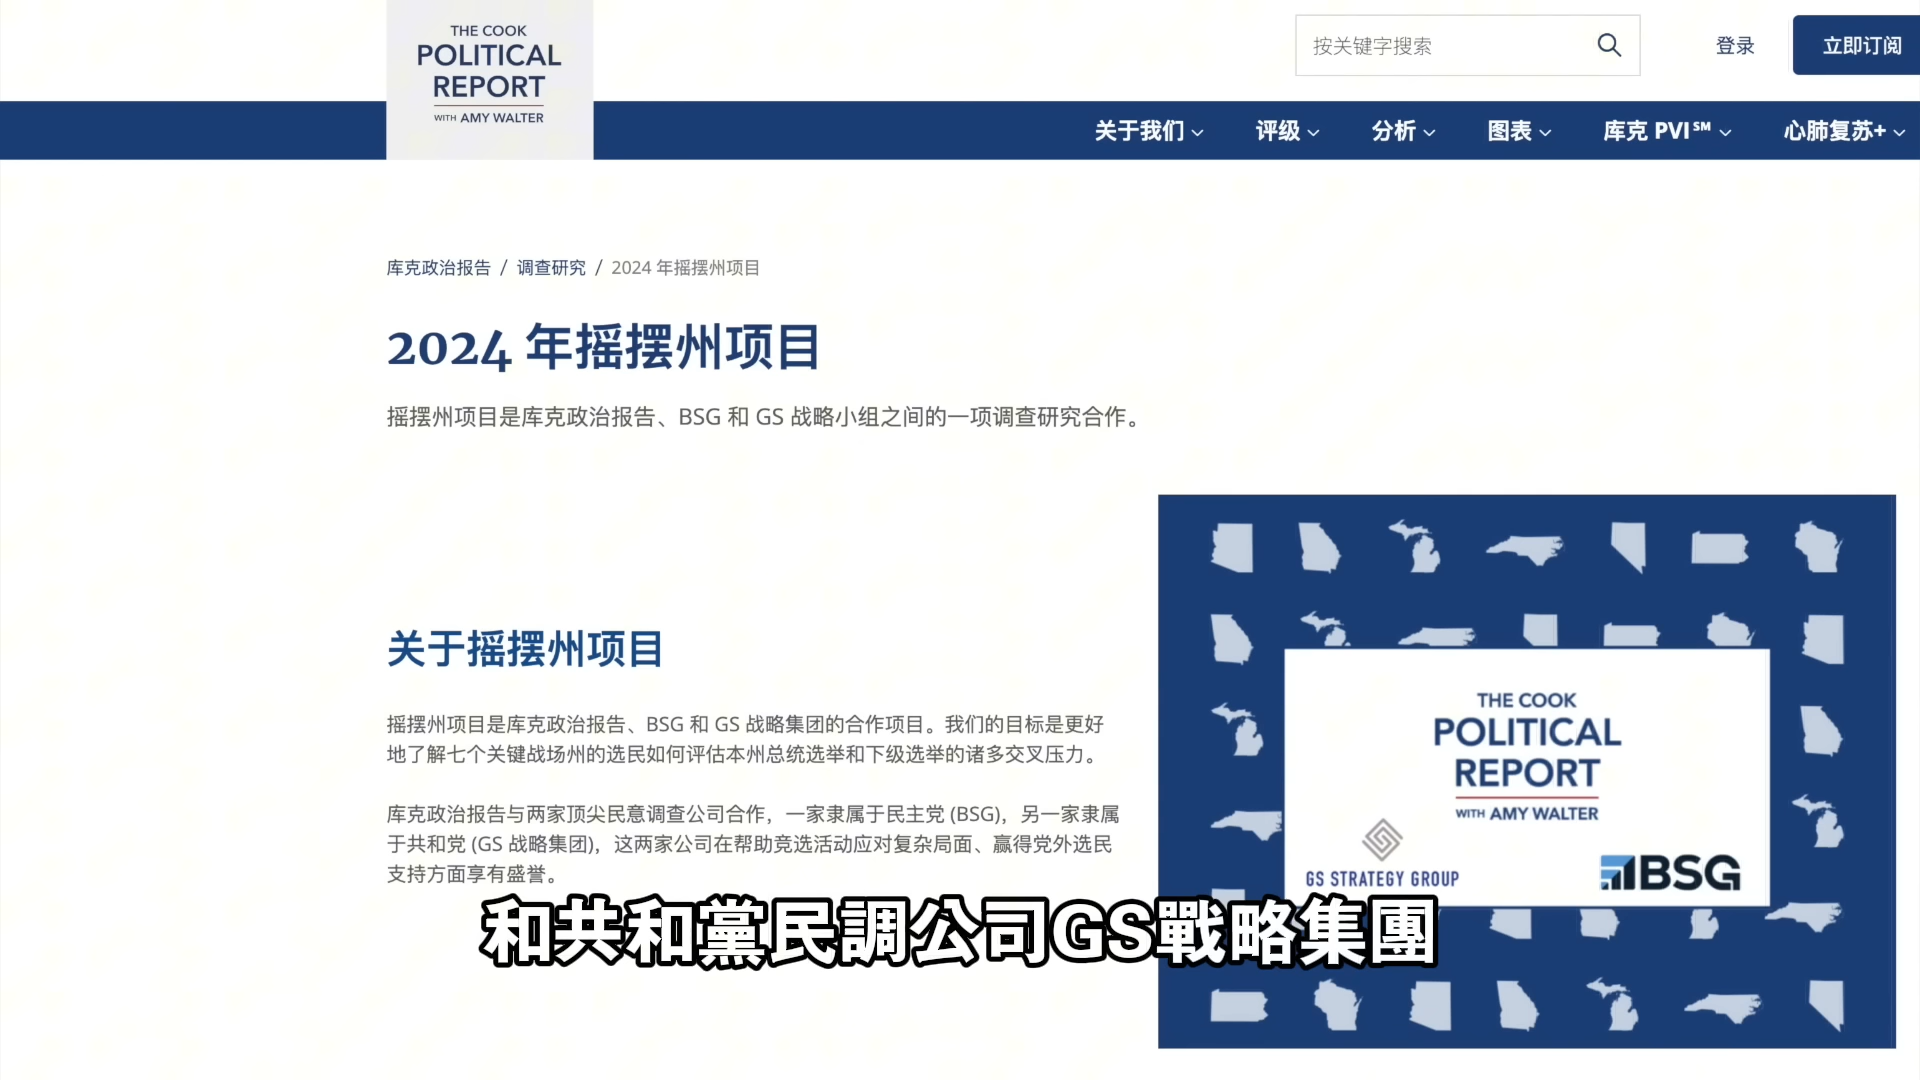 THE COOK
POLITICAL
REPORT
WITH AMY WALTER
按关键字搜索
登录
立即订阅
关于我们
评级
分析
图表
库克 PVI℠
心肺复苏+
库克政治报告 / 调查研究 / 2024 年摇摆州项目
2024 年摇摆州项目
摇摆州项目是库克政治报告、BSG 和 GS 战略小组之间的一项调查研究合作。
关于摇摆州项目
摇摆州项目是库克政治报告、BSG 和 GS 战略集团的合作项目。我们的目标是更好
地了解七个关键战场州的选民如何评估本州总统选举和下级选举的诸多交叉压力。
库克政治报告与两家顶尖民意调查公司合作，一家隶属于民主党 (BSG)，另一家隶属
于共和党 (GS 战略集团)，这两家公司在帮助竞选活动应对复杂局面、赢得党外选民
支持方面享有盛誉。
THE COOK
POLITICAL
REPORT
WITH AMY WALTER
GS STRATEGY GROUP
BSG
和共和黨民調公司GS戰略集團